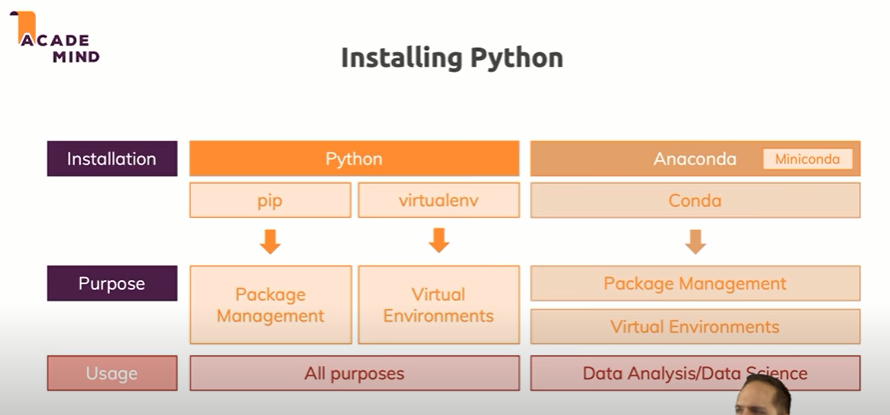 ACADE
MIND
Installing Python
Installation
Python
Anaconda
Miniconda
pip
virtualenv
Conda
Purpose
Package
Management
Virtual
Environments
Package Management
Virtual Environments
Usage
All purposes
Data Analysis/Data Science